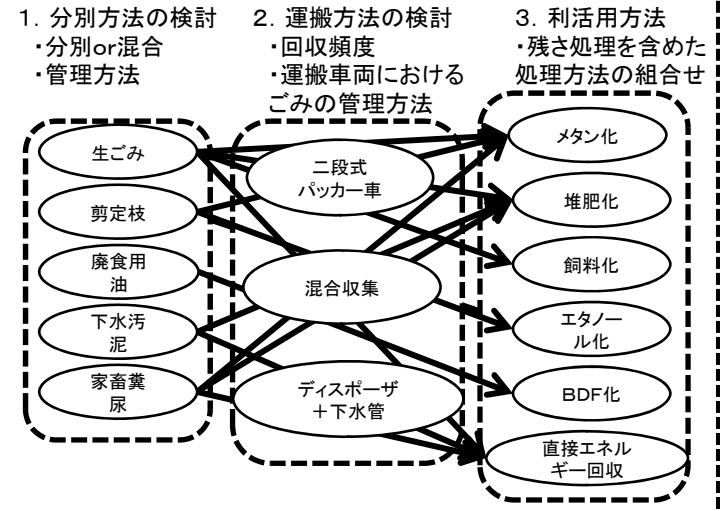 1．分別方法の検討
・分別or混合
・管理方法
2．運搬方法の検討
・回収頻度
・運搬車両における
ごみの管理方法
3．利活用方法
・残さ処理を含めた
処理方法の組合せ
生ごみ
剪定枝
廃食用
油
下水汚
泥
家畜糞
尿
二段式
パッカー車
混合収集
ディスポーザ
＋下水管
メタン化
堆肥化
飼料化
エタノー
ル化
BDF化
直接エネル
ギー回収